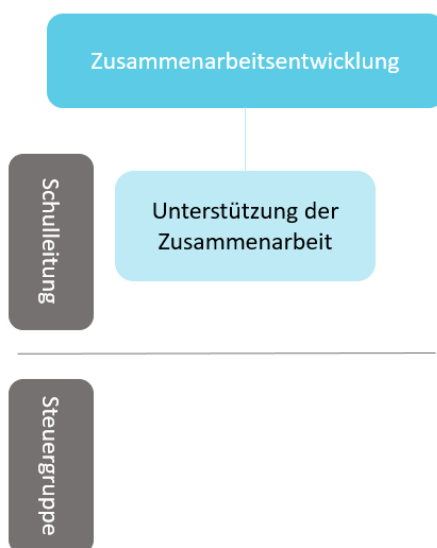 Zusammenarbeitsentwicklung
Schulleitung
Unterstützung der
Zusammenarbeit
Steuergruppe